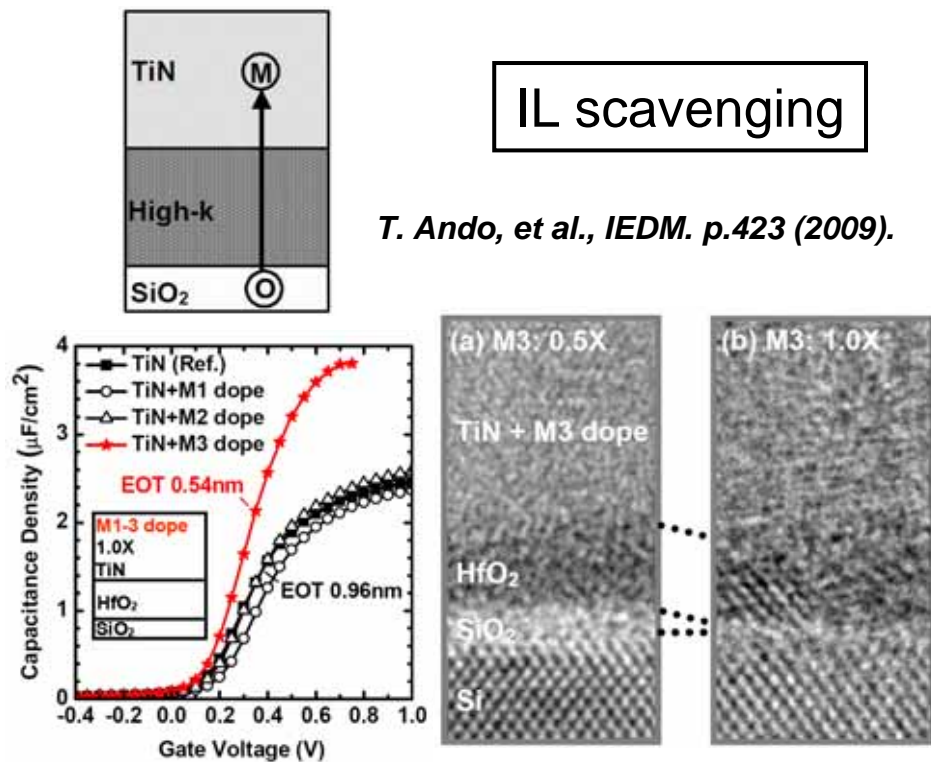 TiN
M
High-k
SiO₂
O
IL scavenging
T. Ando, et al., IEDM. p.423 (2009).
Capacitance Density (µF/cm²)
4
3
2
1
0
TiN (Ref.)
TiN+M1 dope
TiN+M2 dope
TiN+M3 dope
EOT 0.54nm
EOT 0.96nm
M1-3 dope
1.0X
TiN
HfO₂
SiO₂
-0.4 -0.2 0.0 0.2 0.4 0.6 0.8 1.0
Gate Voltage (V)
(a) M3: 0.5X
TiN + M3 dope
HfO₂
SiO₂
Si
(b) M3: 1.0X